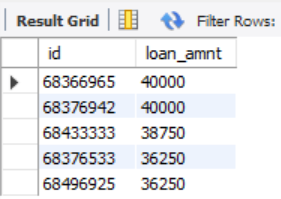 Result Grid Filter Rows:
id loan_amnt
68366965 40000
68376942 40000
68433333 38750
68376533 36250
68496925 36250